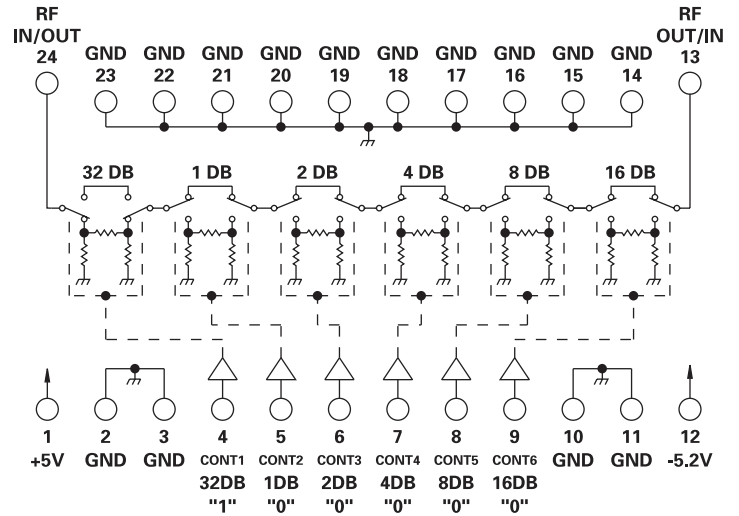 RF
IN/OUT
24
RF
OUT/IN
13
GND GND GND GND GND GND GND GND GND GND
23 22 21 20 19 18 17 16 15 14
32 DB 1 DB 2 DB 4 DB 8 DB 16 DB
1 2 3 4 5 6 7 8 9 10 11 12
+5V GND GND CONT1 CONT2 CONT3 CONT4 CONT5 CONT6 GND GND -5.2V
32DB 1DB 2DB 4DB 8DB 16DB
"1" "0" "0" "0" "0" "0"